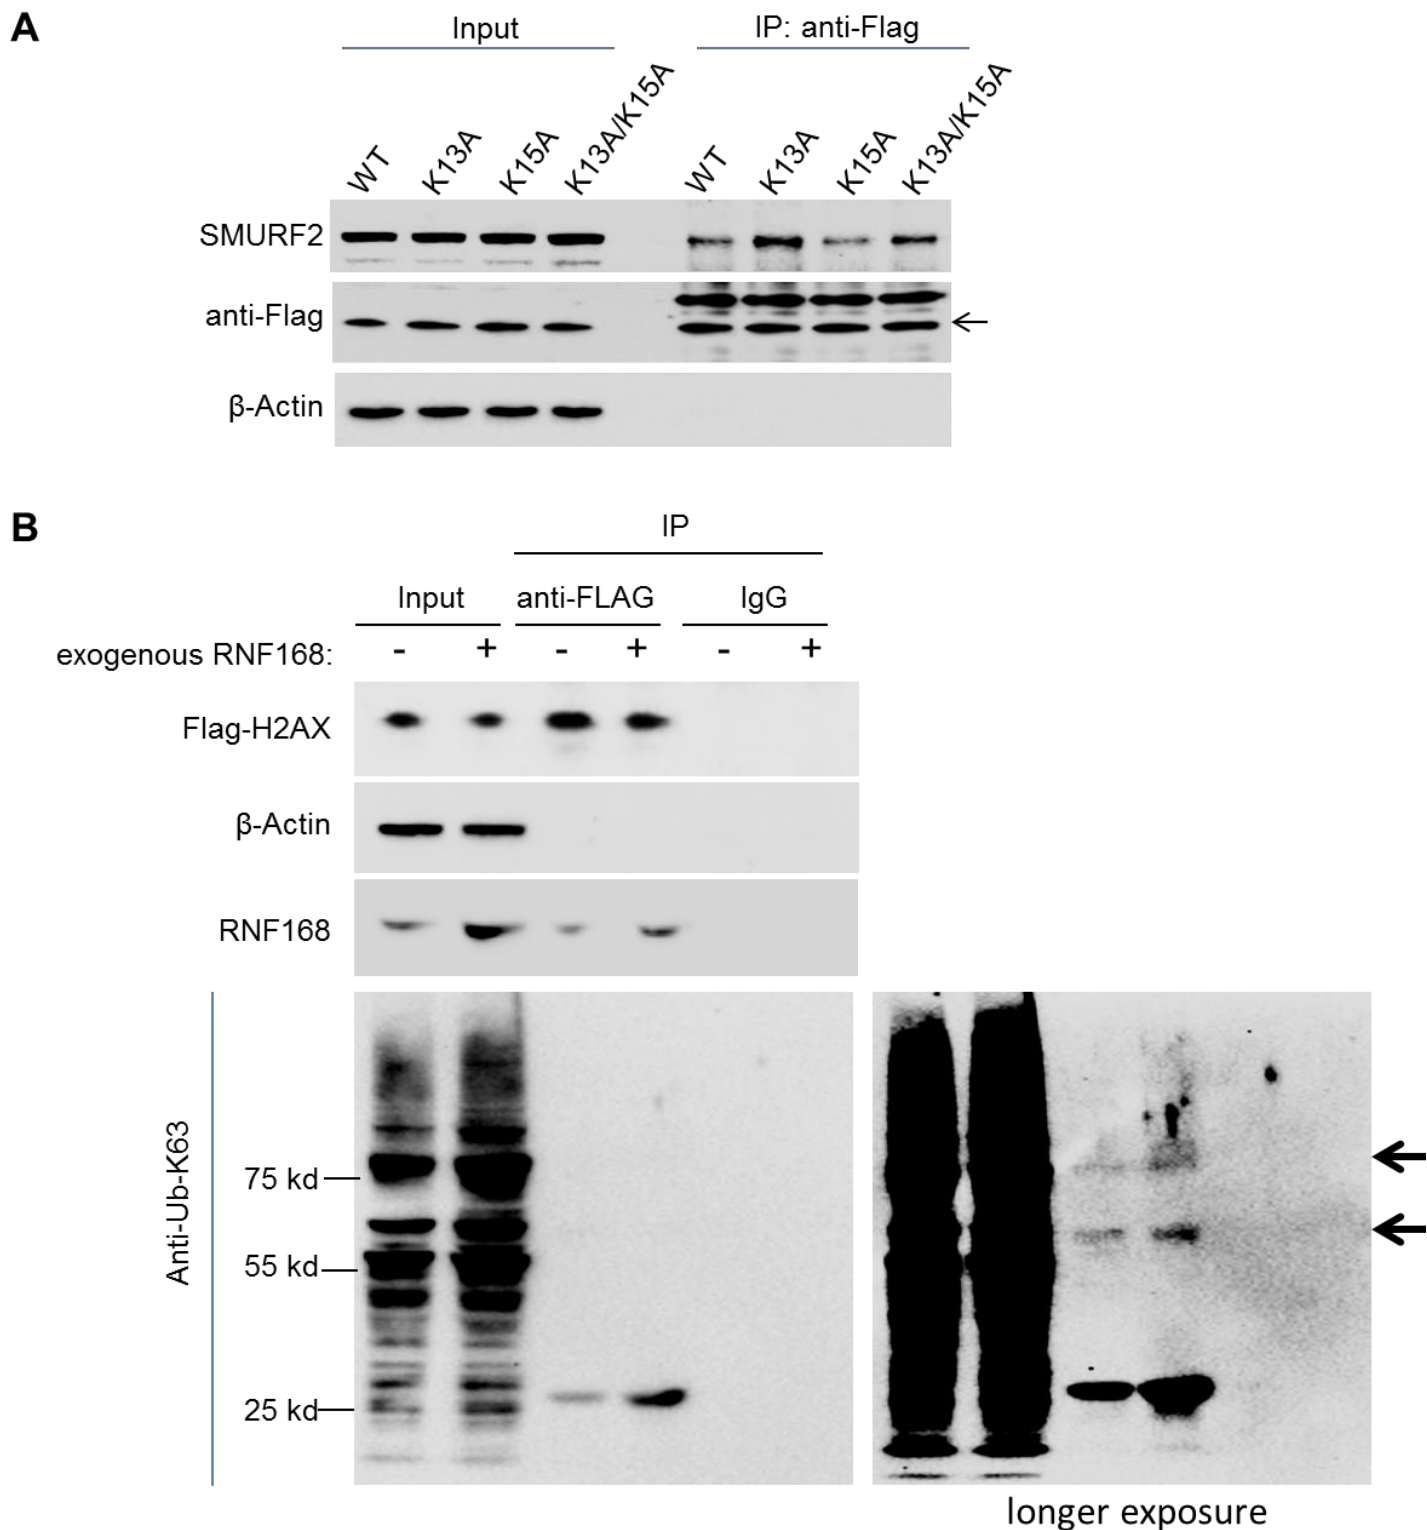 A
Input
IP: anti-Flag
WT
K13A
K15A
K13A/K15A
WT
K13A
K15A
K13A/K15A
SMURF2
anti-Flag
β-Actin
B
IP
Input
anti-FLAG
IgG
exogenous RNF168: - + - + - +
Flag-H2AX
β-Actin
RNF168
Anti-Ub-K63
75 kd
55 kd
25 kd
longer exposure